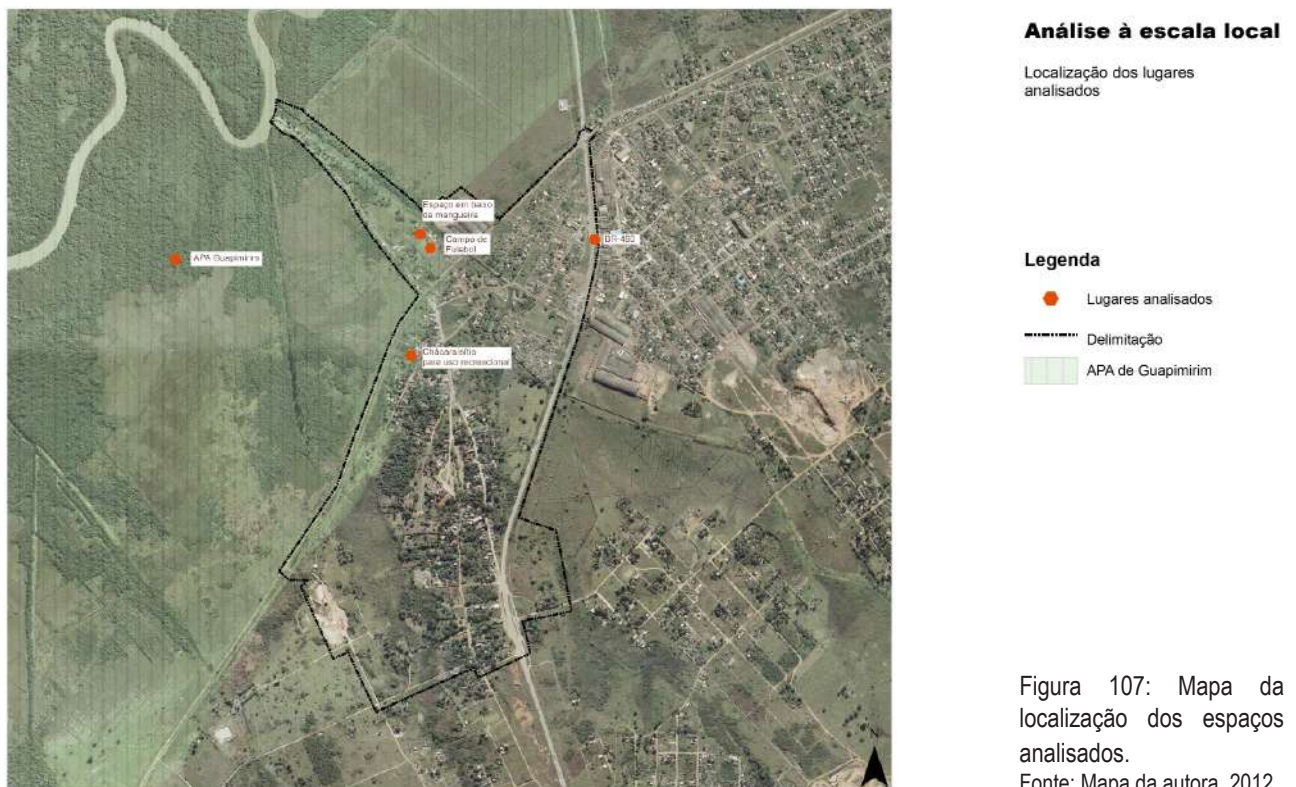 Análise à escala local
Localização dos lugares
analisados
Espaço em baixo
da mangueira
Campo de
Futebol
BR-493
APA Guapimirim
Chácara/sítio
para uso recreacional
Legenda
Lugares analisados
Delimitação
APA de Guapimirim
N
Figura 107: Mapa da
localização dos espaços
analisados.
Fonte: Mapa da autora, 2012